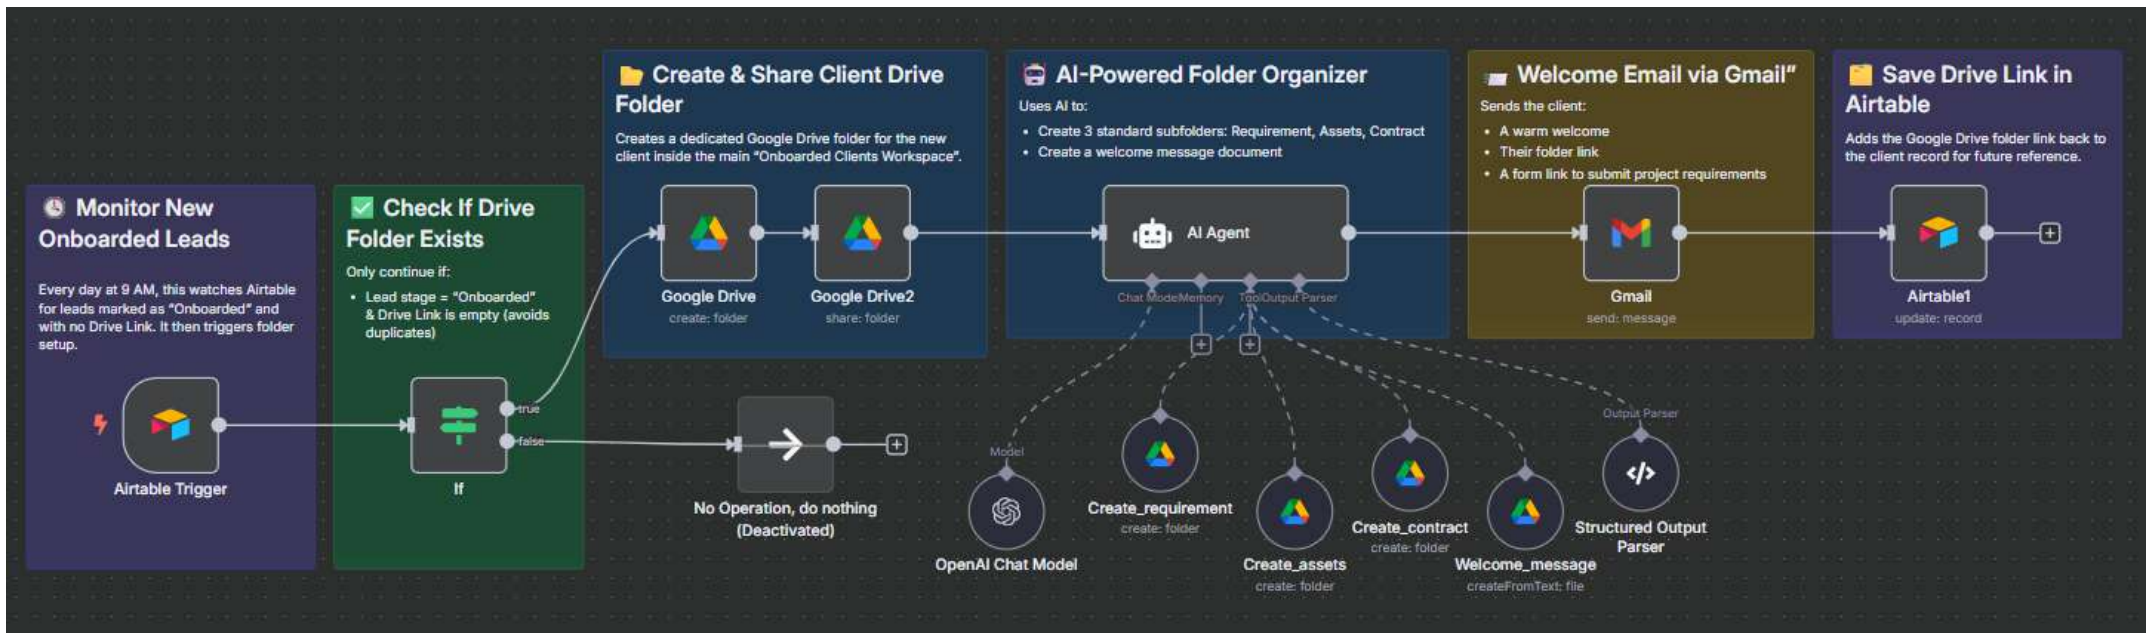 🕒 Monitor New
Onboarded Leads
Every day at 9 AM, this watches Airtable
for leads marked as “Onboarded” and
with no Drive Link. It then triggers folder
setup.
Airtable Trigger
✅ Check If Drive
Folder Exists
Only continue if:
• Lead stage = “Onboarded”
& Drive Link is empty (avoids
duplicates)
true
false
If
📂 Create & Share Client Drive
Folder
Creates a dedicated Google Drive folder for the new
client inside the main “Onboarded Clients Workspace”.
Google Drive
create: folder
Google Drive2
share: folder
No Operation, do nothing
(Deactivated)
🤖 AI-Powered Folder Organizer
Uses AI to:
• Create 3 standard subfolders: Requirement, Assets, Contract
• Create a welcome message document
AI Agent
Chat Model
Memory
Tool
Output Parser
Model
OpenAI Chat Model
Create_requirement
create: folder
Create_assets
create: folder
Create_contract
create: folder
Welcome_message
createFromText: file
Output Parser
Structured Output
Parser
📨 Welcome Email via Gmail”
Sends the client:
• A warm welcome
• Their folder link
• A form link to submit project requirements
Gmail
send: message
🗂️ Save Drive Link in
Airtable
Adds the Google Drive folder link back to
the client record for future reference.
Airtable1
update: record